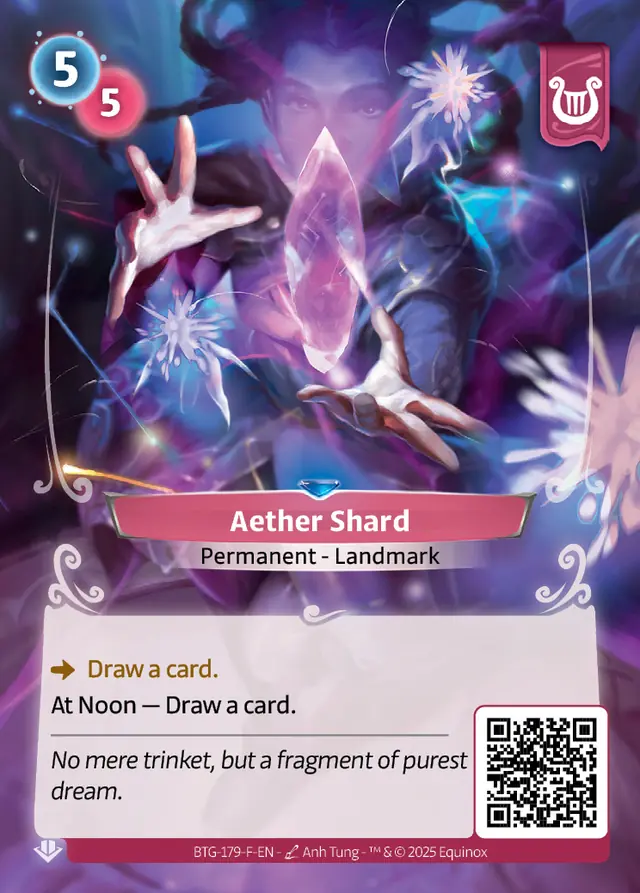 5
5
Aether Shard
Permanent - Landmark
Draw a card.
At Noon — Draw a card.
No mere trinket, but a fragment of purest
dream.
BTG-179-F-EN - Anh Tung - ™ & © 2025 Equinox